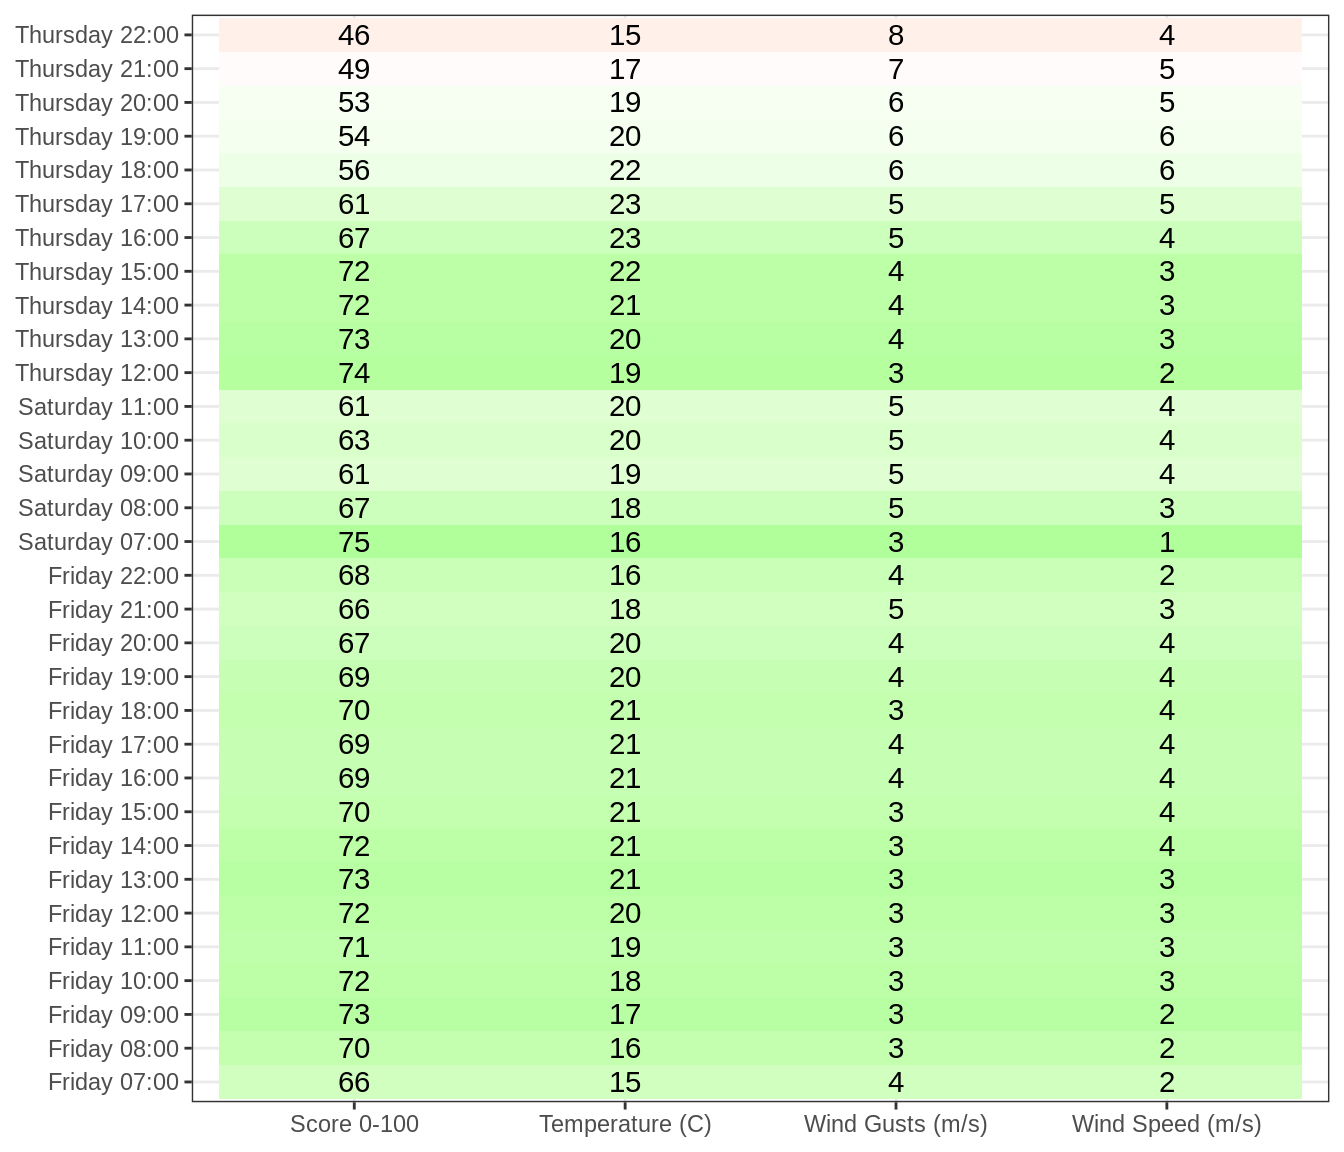 Thursday 22:00 46 15 8 4
Thursday 21:00 49 17 7 5
Thursday 20:00 53 19 6 5
Thursday 19:00 54 20 6 6
Thursday 18:00 56 22 6 6
Thursday 17:00 61 23 5 5
Thursday 16:00 67 23 5 4
Thursday 15:00 72 22 4 3
Thursday 14:00 72 21 4 3
Thursday 13:00 73 20 4 3
Thursday 12:00 74 19 3 2
Saturday 11:00 61 20 5 4
Saturday 10:00 63 20 5 4
Saturday 09:00 61 19 5 4
Saturday 08:00 67 18 5 3
Saturday 07:00 75 16 3 1
Friday 22:00 68 16 4 2
Friday 21:00 66 18 5 3
Friday 20:00 67 20 4 4
Friday 19:00 69 20 4 4
Friday 18:00 70 21 3 4
Friday 17:00 69 21 4 4
Friday 16:00 69 21 4 4
Friday 15:00 70 21 3 4
Friday 14:00 72 21 3 4
Friday 13:00 73 21 3 3
Friday 12:00 72 20 3 3
Friday 11:00 71 19 3 3
Friday 10:00 72 18 3 3
Friday 09:00 73 17 3 2
Friday 08:00 70 16 3 2
Friday 07:00 66 15 4 2
Score 0-100 Temperature (C) Wind Gusts (m/s) Wind Speed (m/s)